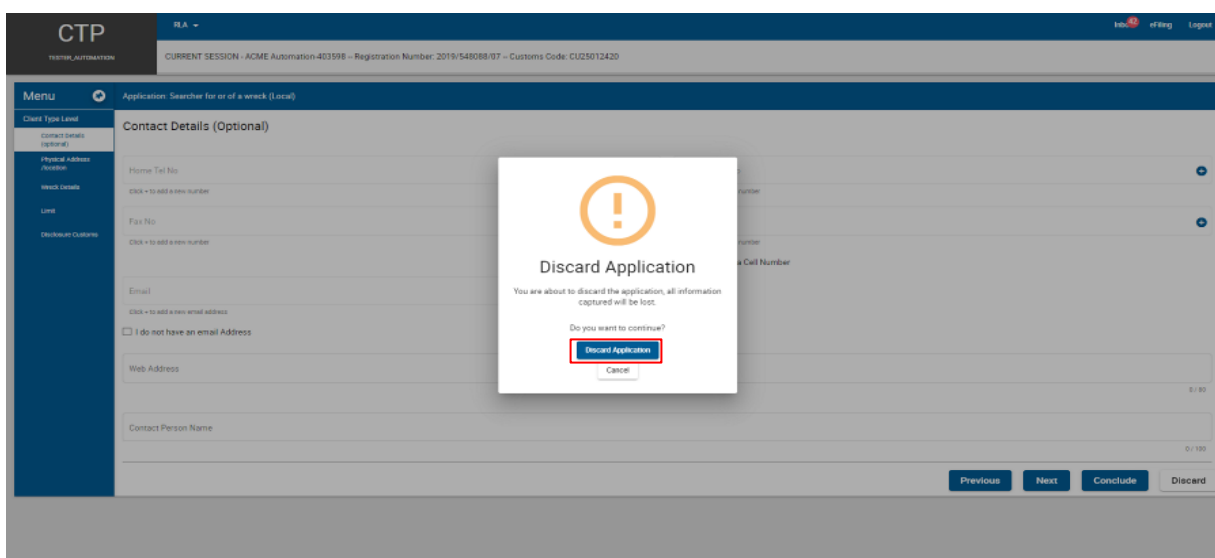 CTP
TESTER_AUTOMATION
RLA
42
eFiling
Logout
CURRENT SESSION - ACME Automation-403598 – Registration Number: 2019/548088/07 – Customs Code: CU25012420
Menu
Application: Searcher for or of a wreck (Local)
Client Type Level
Contact Details
(optional)
Physical Address
/location
Wreck Details
Limit
Disclosure Customs
Contact Details (Optional)
Home Tel No
Click + to add a new number
number
Fax No
Click + to add a new number
number
a Cell Number
Email
Click + to add a new email address
I do not have an email Address
Web Address
0 / 80
Contact Person Name
0 / 100
Discard Application
You are about to discard the application, all information
captured will be lost.
Do you want to continue?
Discard Application
Cancel
Previous
Next
Conclude
Discard